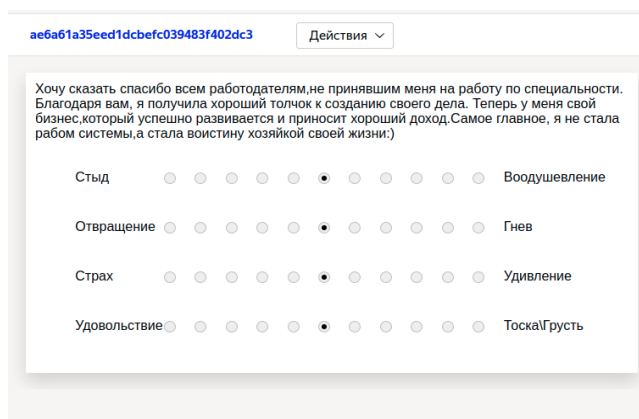 ae6a61a35eed1dcbefc039483f402dc3 Действия
Хочу сказать спасибо всем работодателям,не принявшим меня на работу по специальности.
Благодаря вам, я получила хороший толчок к созданию своего дела. Теперь у меня свой
бизнес,который успешно развивается и приносит хороший доход.Самое главное, я не стала
рабом системы,а стала воистину хозяйкой своей жизни:)
Стыд Воодушевление
Отвращение Гнев
Страх Удивление
Удовольствие Тоска\Грусть